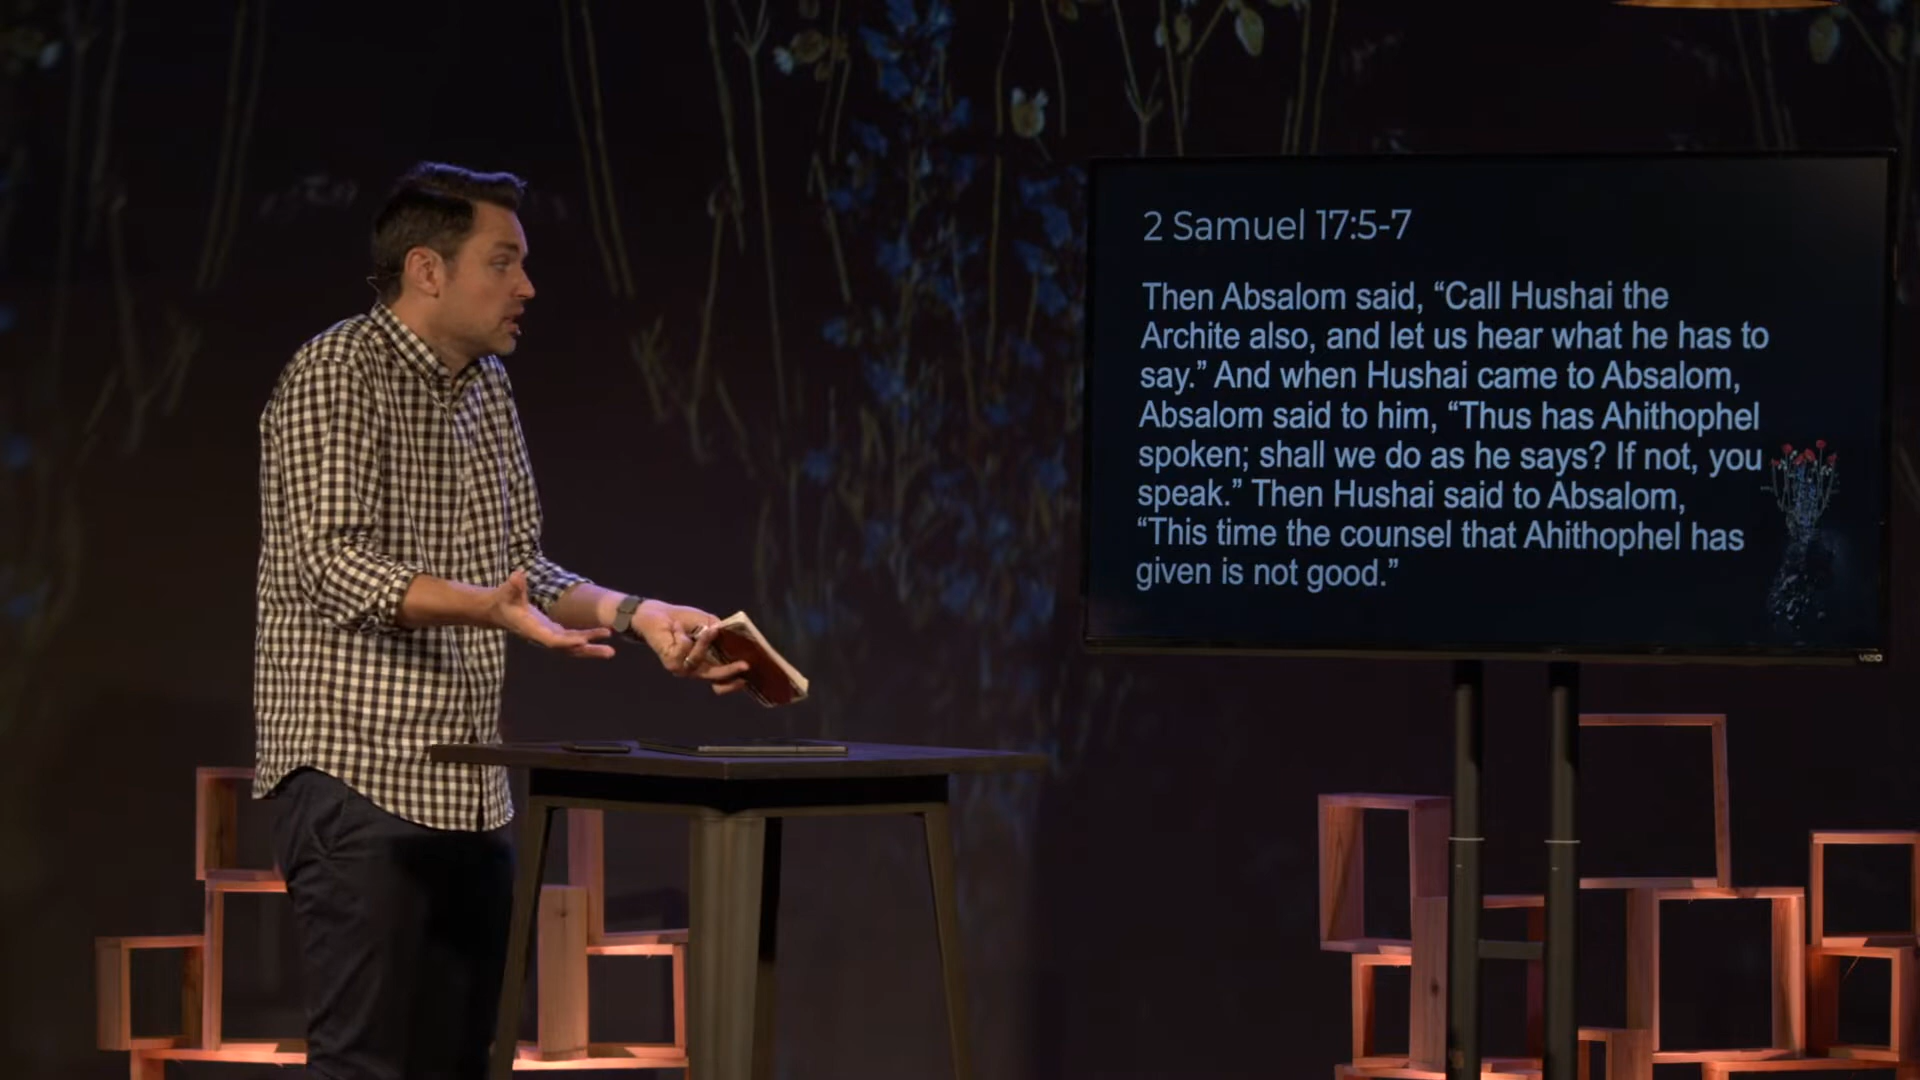 2 Samuel 17:5-7
Then Absalom said, “Call Hushai the
Archite also, and let us hear what he has to
say.” And when Hushai came to Absalom,
Absalom said to him, “Thus has Ahithophel
spoken; shall we do as he says? If not, you
speak.” Then Hushai said to Absalom,
“This time the counsel that Ahithophel has
given is not good.”
VIZIO